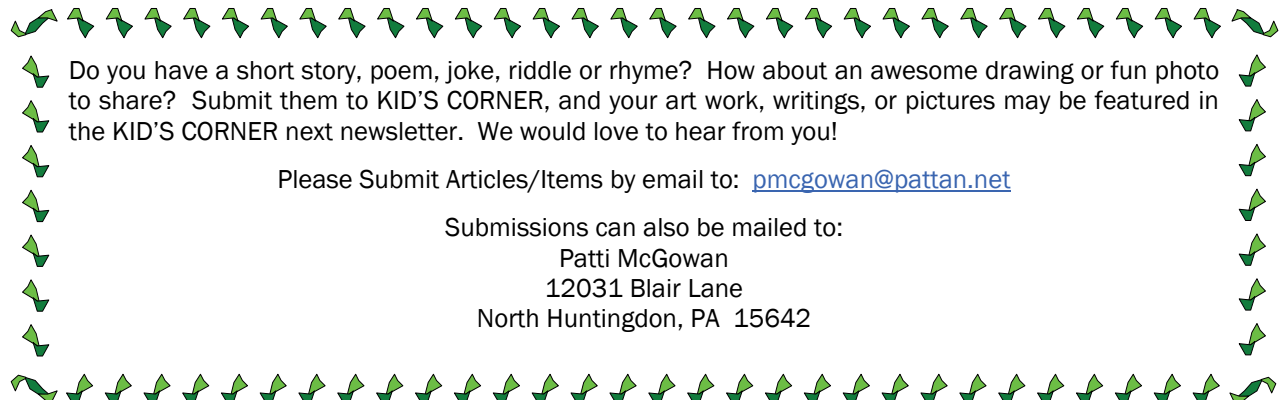 Do you have a short story, poem, joke, riddle or rhyme?  How about an awesome drawing or fun photo
to share?  Submit them to KID’S CORNER, and your art work, writings, or pictures may be featured in
the KID’S CORNER next newsletter.  We would love to hear from you!
Please Submit Articles/Items by email to:  pmcgowan@pattan.net
Submissions can also be mailed to:
Patti McGowan
12031 Blair Lane
North Huntingdon, PA  15642